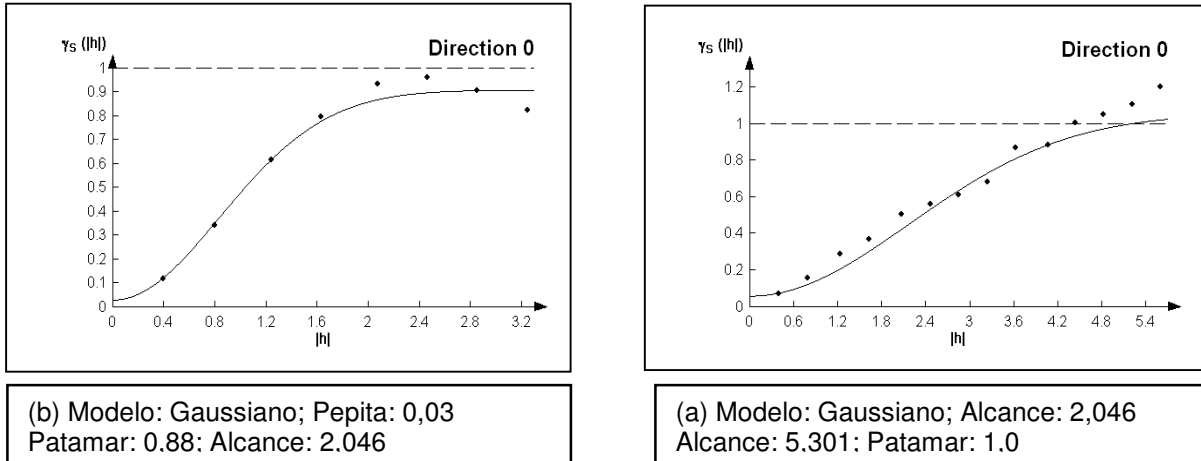 γs (|h|)
Direction 0
1
0.9
0.8
0.7
0.6
0.5
0.4
0.3
0.2
0.1
0
0 0.4 0.8 1.2 1.6 2 2.4 2.8 3.2
|h|
(b) Modelo: Gaussiano; Pepita: 0,03
Patamar: 0,88; Alcance: 2,046
γs (|h|)
Direction 0
1.2
1
0.8
0.6
0.4
0.2
0
0 0.6 1.2 1.8 2.4 3 3.6 4.2 4.8 5.4
|h|
(a) Modelo: Gaussiano; Alcance: 2,046
Alcance: 5,301; Patamar: 1,0